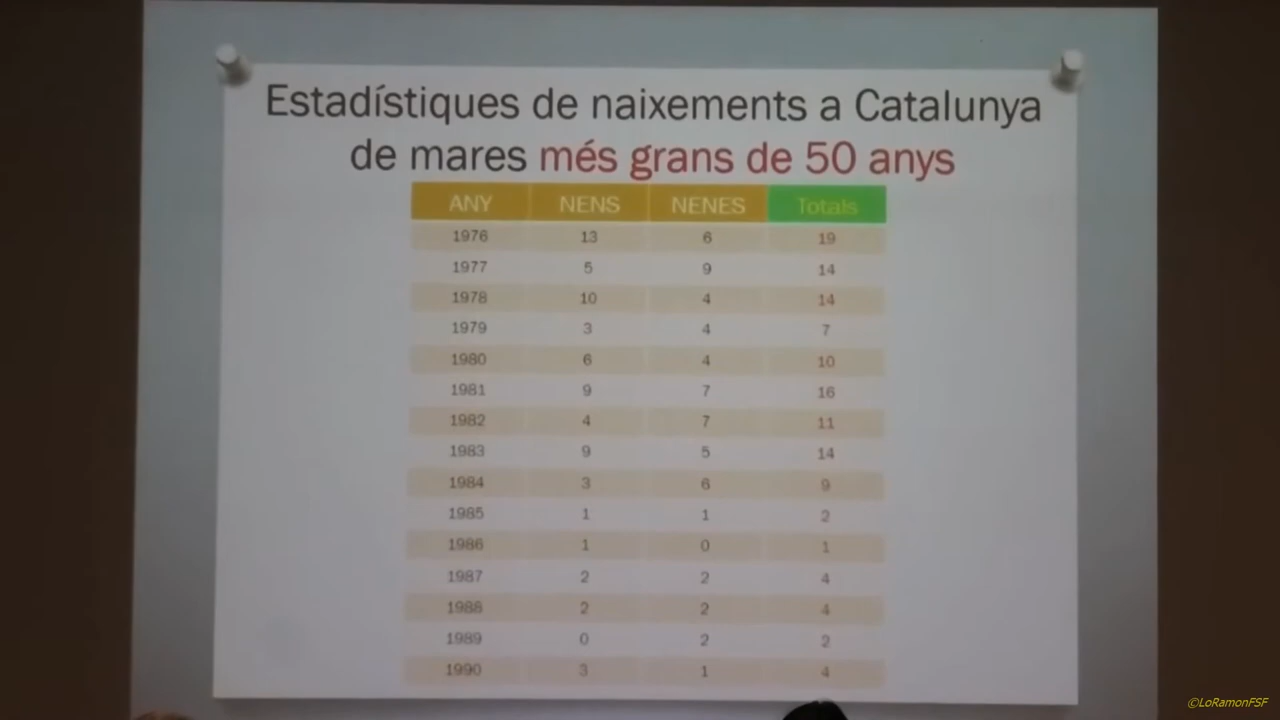 Estadístiques de naixements a Catalunya
de mares més grans de 50 anys
ANY NENS NENES Totals
1976 13 6 19
1977 5 9 14
1978 10 4 14
1979 3 4 7
1980 6 4 10
1981 9 7 16
1982 4 7 11
1983 9 5 14
1984 3 6 9
1985 1 1 2
1986 1 0 1
1987 2 2 4
1988 2 2 4
1989 0 2 2
1990 3 1 4
©LoRamonFSF